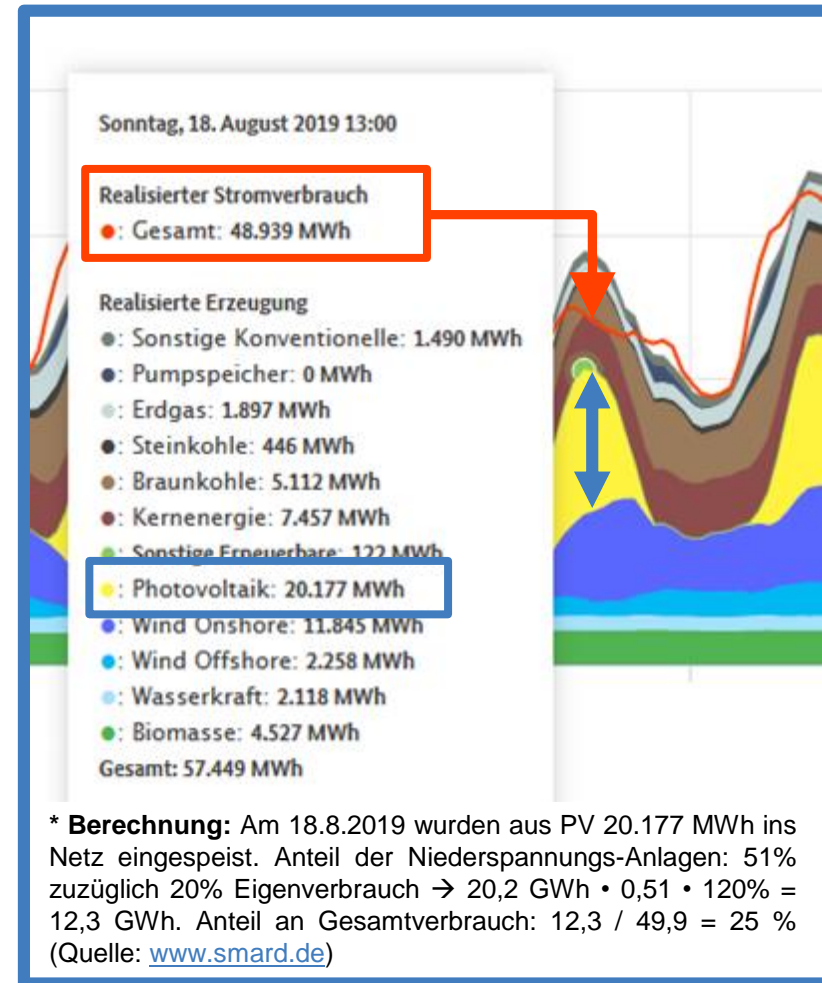 Sonntag, 18. August 2019 13:00
Realisierter Stromverbrauch
●: Gesamt: 48.939 MWh
Realisierte Erzeugung
●: Sonstige Konventionelle: 1.490 MWh
●: Pumpspeicher: 0 MWh
●: Erdgas: 1.897 MWh
●: Steinkohle: 446 MWh
●: Braunkohle: 5.112 MWh
●: Kernenergie: 7.457 MWh
●: Sonstige Erneuerbare: 122 MWh
●: Photovoltaik: 20.177 MWh
●: Wind Onshore: 11.845 MWh
●: Wind Offshore: 2.258 MWh
●: Wasserkraft: 2.118 MWh
●: Biomasse: 4.527 MWh
Gesamt: 57.449 MWh
* Berechnung: Am 18.8.2019 wurden aus PV 20.177 MWh ins
Netz eingespeist. Anteil der Niederspannungs-Anlagen: 51%
zuzüglich 20% Eigenverbrauch → 20,2 GWh • 0,51 • 120% =
12,3 GWh. Anteil an Gesamtverbrauch: 12,3 / 49,9 = 25 %
(Quelle: www.smard.de)